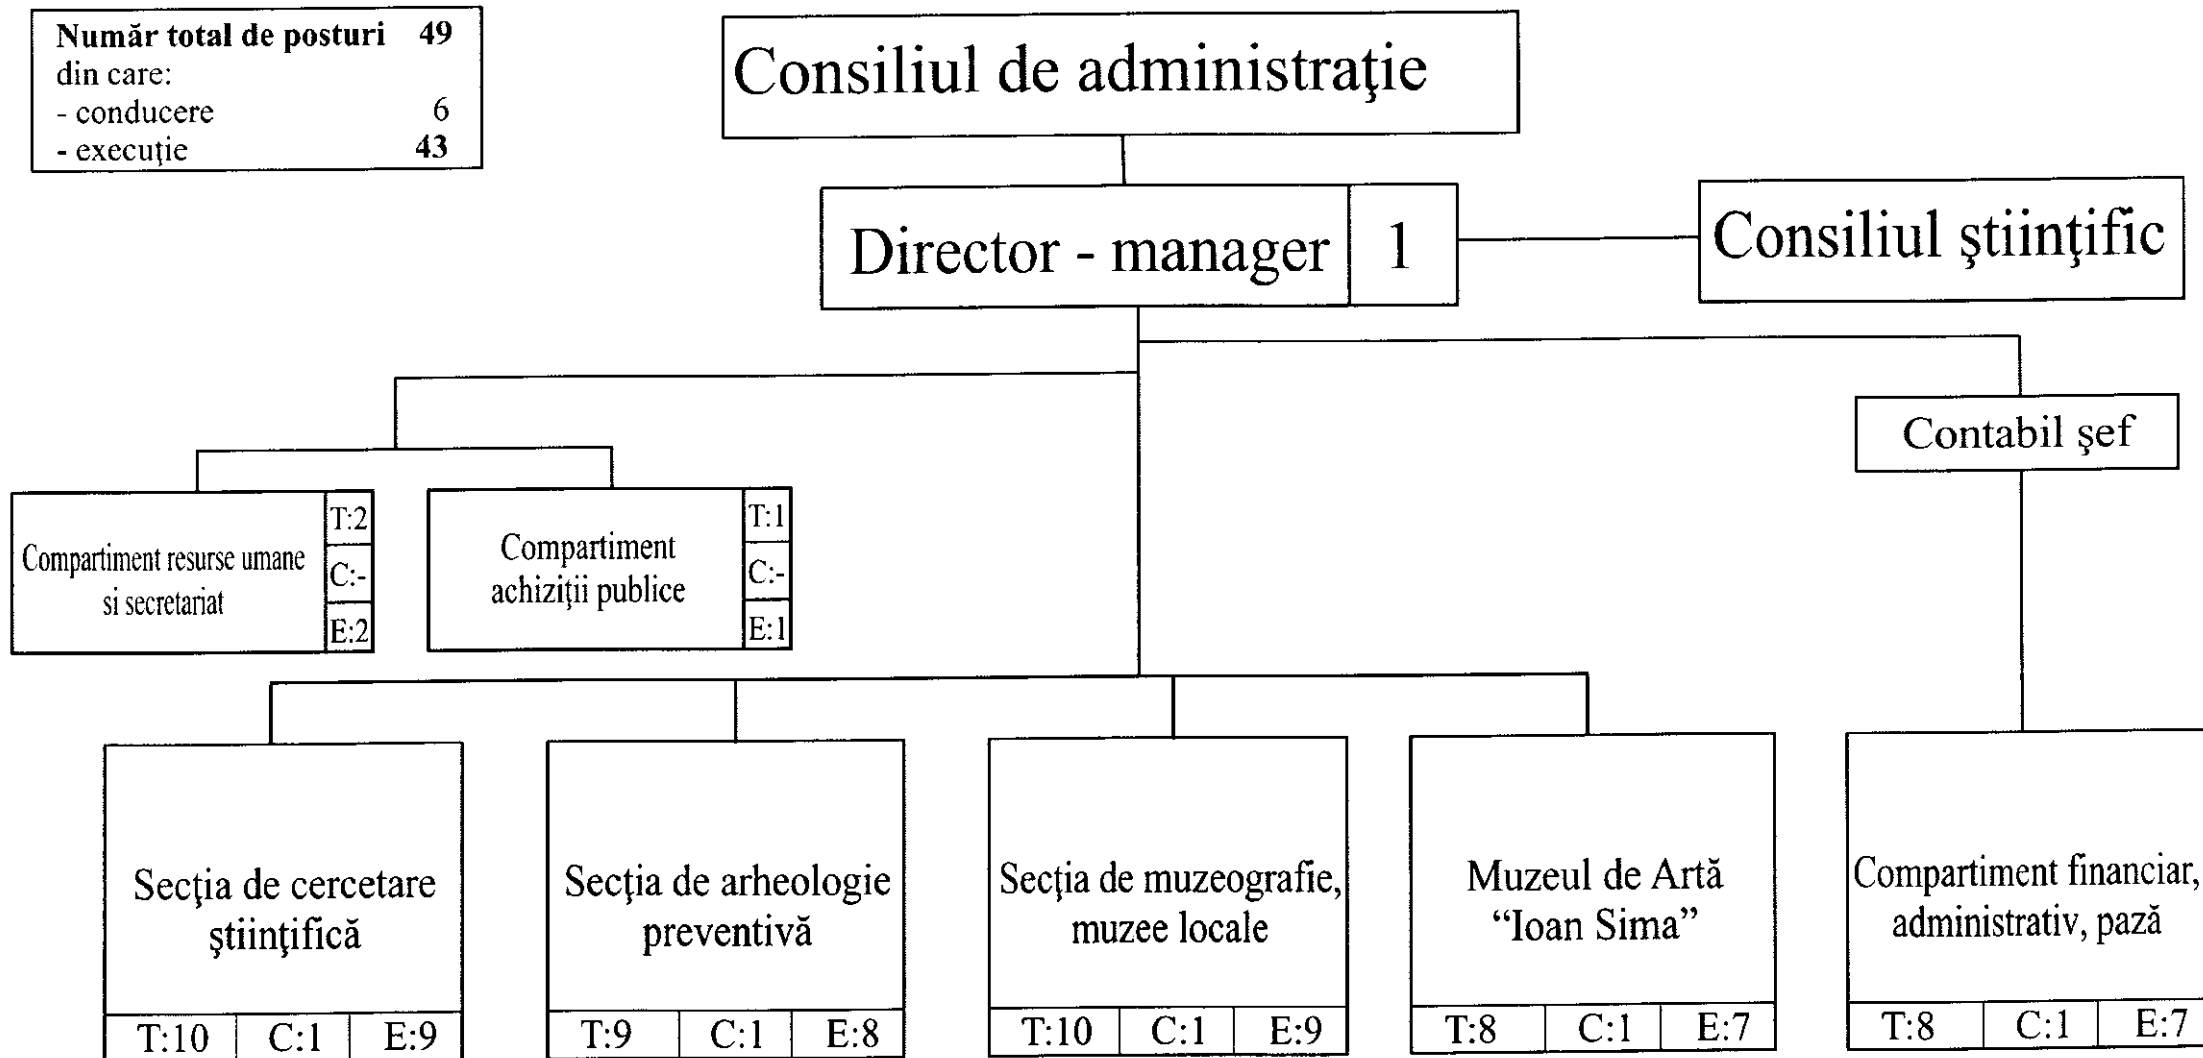 Număr total de posturi 49
din care:
- conducere 6
- execuţie 43
Consiliul de administraţie
Director - manager 1
Consiliul ştiinţific
Contabil şef
Compartiment resurse umane
si secretariat
T:2
C:-
E:2
Compartiment
achiziţii publice
T:1
C:-
E:1
Secţia de cercetare
ştiinţifică
T:10 C:1 E:9
Secţia de arheologie
preventivă
T:9 C:1 E:8
Secţia de muzeografie,
muzee locale
T:10 C:1 E:9
Muzeul de Artă
“Ioan Sima”
T:8 C:1 E:7
Compartiment financiar,
administrativ, pază
T:8 C:1 E:7